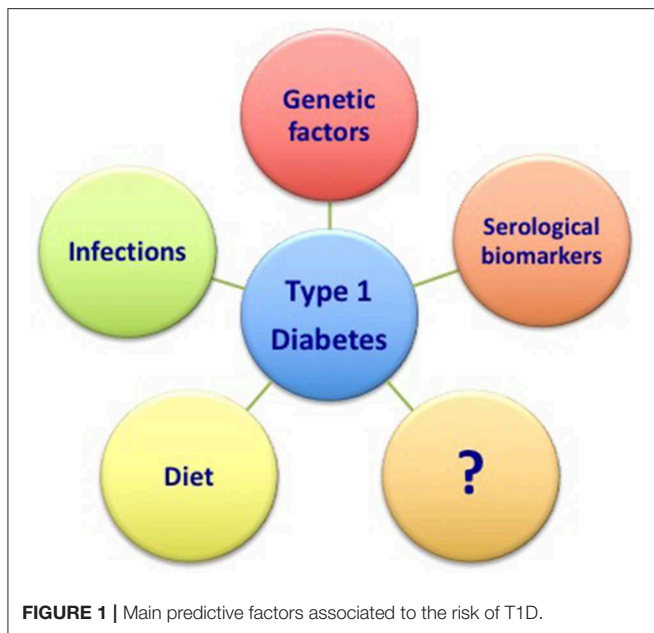 Genetic
factors
Infections
Serological
biomarkers
Type 1
Diabetes
Diet
?
FIGURE 1 | Main predictive factors associated to the risk of T1D.